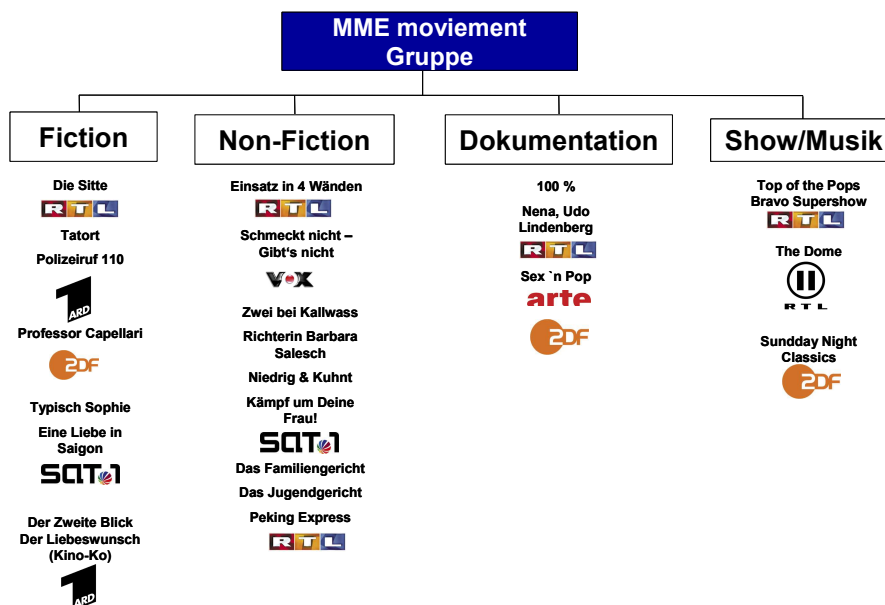 MME moviement
Gruppe
Fiction
Die Sitte
RTL
Tatort
Polizeiruf 110
1
ARD
Professor Capellari
2DF
Typisch Sophie
Eine Liebe in
Saigon
SAT.1
Der Zweite Blick
Der Liebeswunsch
(Kino-Ko)
1
ARD
Non-Fiction
Einsatz in 4 Wänden
RTL
Schmeckt nicht –
Gibt's nicht
VOX
Zwei bei Kallwass
Richterin Barbara
Salesch
Niedrig & Kuhnt
Kämpf um Deine
Frau!
SAT.1
Das Familiengericht
Das Jugendgericht
Peking Express
RTL
Dokumentation
100 %
Nena, Udo
Lindenberg
RTL
Sex `n Pop
arte
2DF
Show/Musik
Top of the Pops
Bravo Supershow
RTL
The Dome
II
RTL
Sundday Night
Classics
2DF